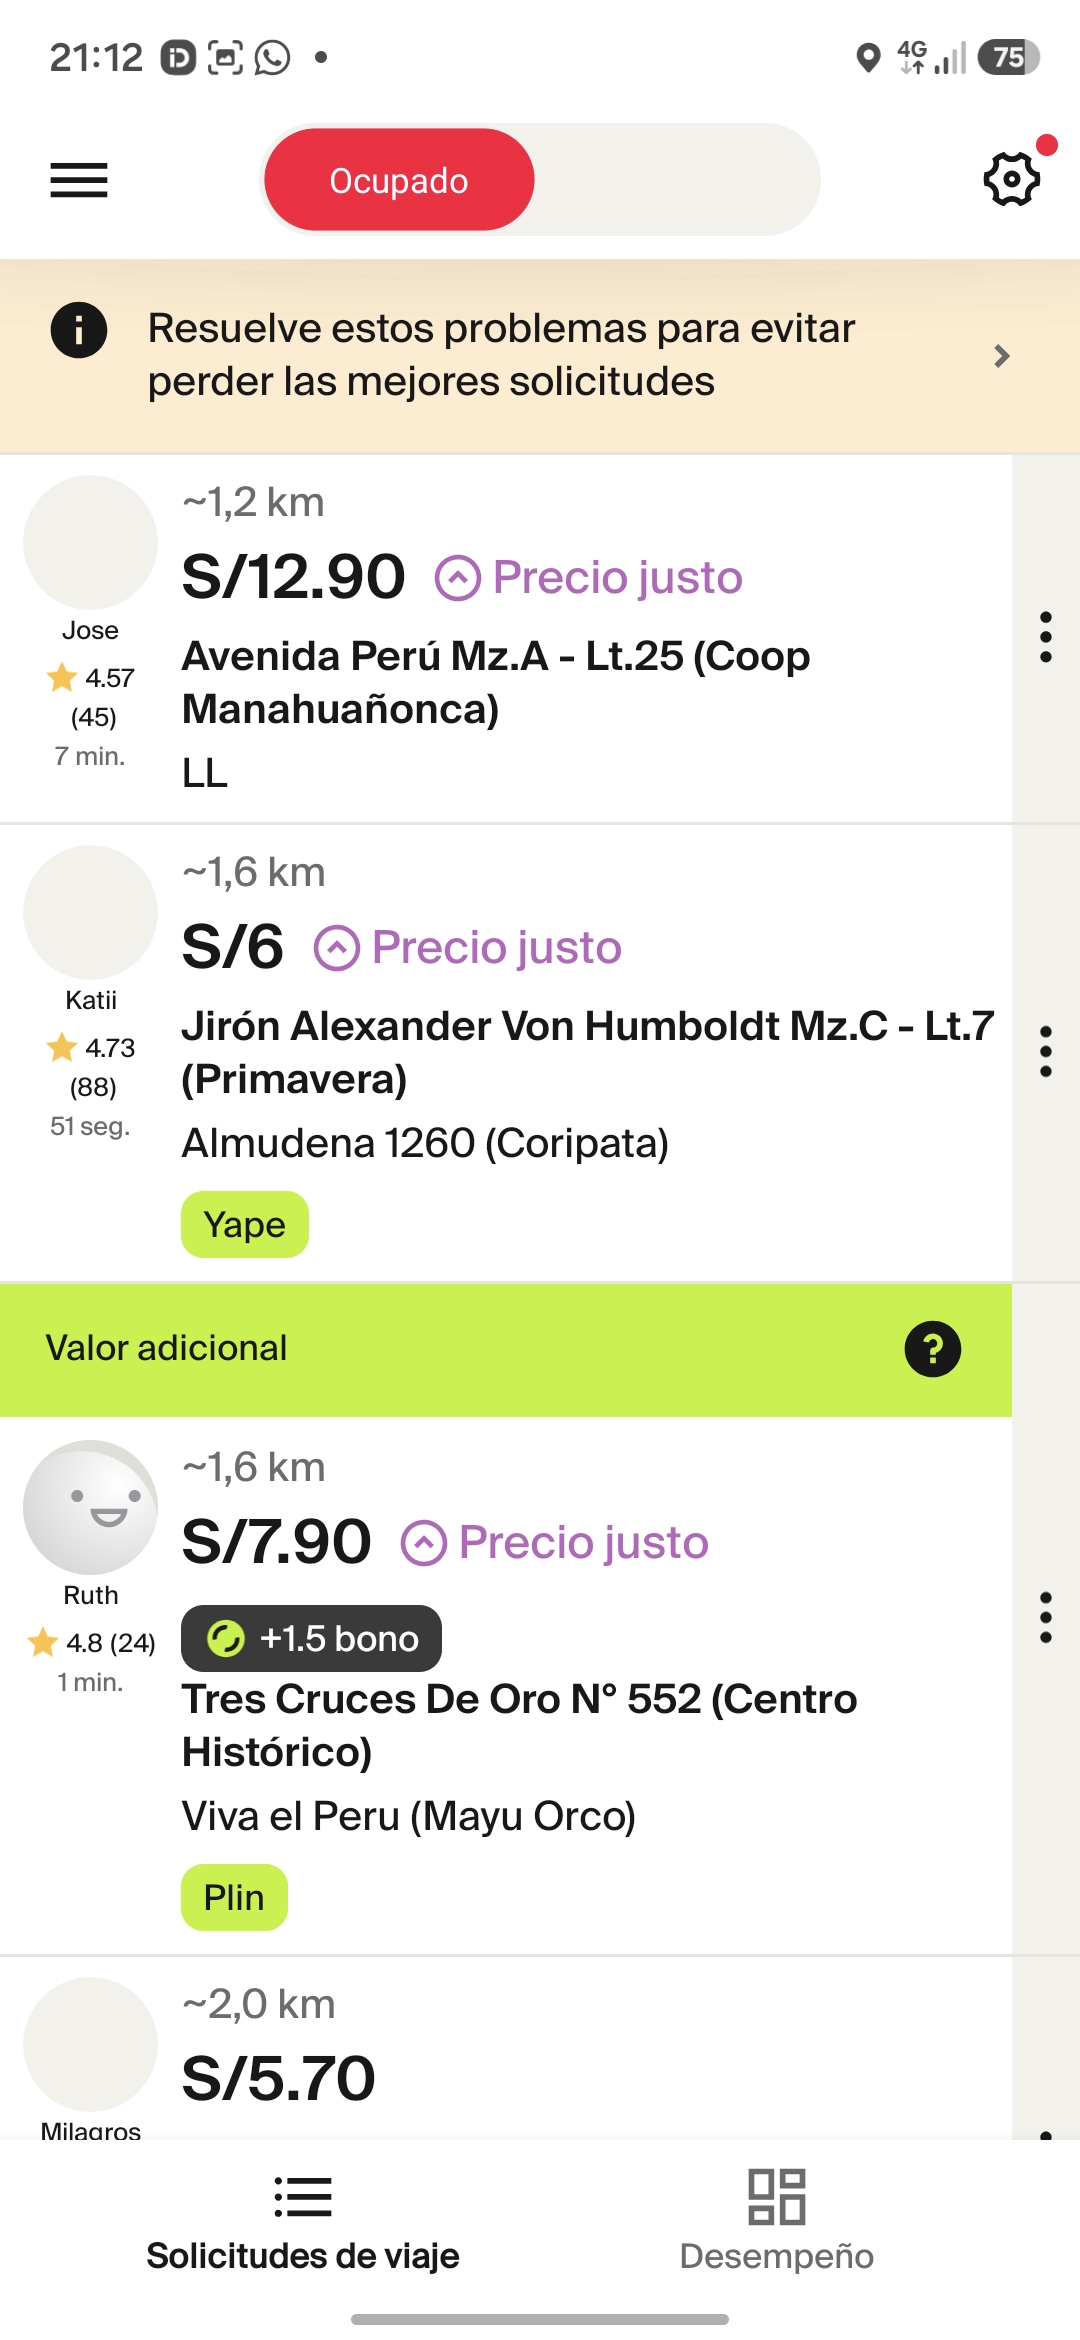 21:12
4G
75
Ocupado
Resuelve estos problemas para evitar
perder las mejores solicitudes
~1,2 km
S/12.90 Precio justo
Jose
4.57
(45)
7 min.
Avenida Perú Mz.A - Lt.25 (Coop
Manahuañonca)
LL
~1,6 km
S/6 Precio justo
Katii
4.73
(88)
51 seg.
Jirón Alexander Von Humboldt Mz.C - Lt.7
(Primavera)
Almudena 1260 (Coripata)
Yape
Valor adicional
?
~1,6 km
S/7.90 Precio justo
Ruth
4.8 (24)
1 min.
+1.5 bono
Tres Cruces De Oro N° 552 (Centro
Histórico)
Viva el Peru (Mayu Orco)
Plin
~2,0 km
S/5.70
Milagros
Solicitudes de viaje
Desempeño